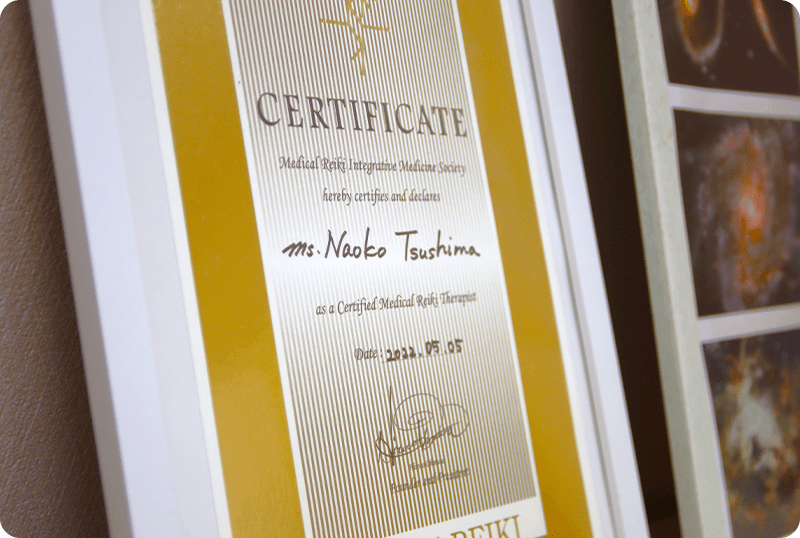 CERTIFICATE
Medical Reiki Integrative Medicine Society
hereby certifies and declares
ms. Naoko Tsushima
as a Certified Medical Reiki Therapist
Date : 2022.05.05
Founder and President
REIKI